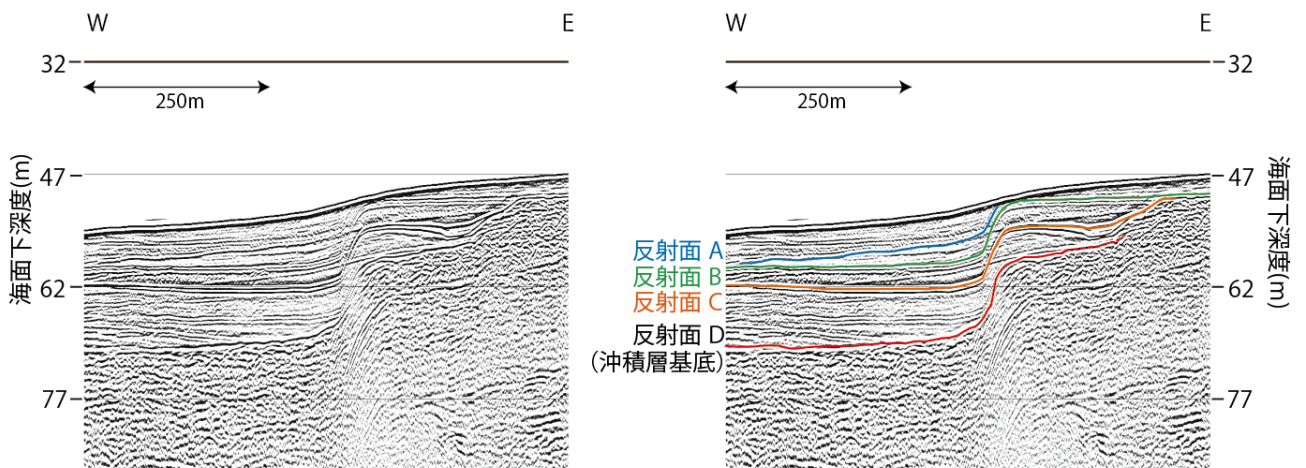 W E W E
32 32
250m 250m
海面下深度(m)
47 47
反射面 A
反射面 B
62 62
反射面 C
反射面 D
(沖積層基底)
77 77
海面下深度(m)